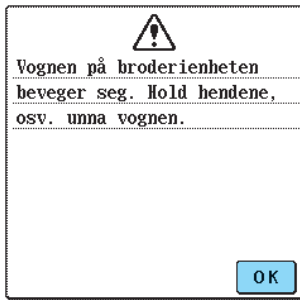 Vognen på broderienheten
beveger seg. Hold hendene,
osv. unna vognen.
OK